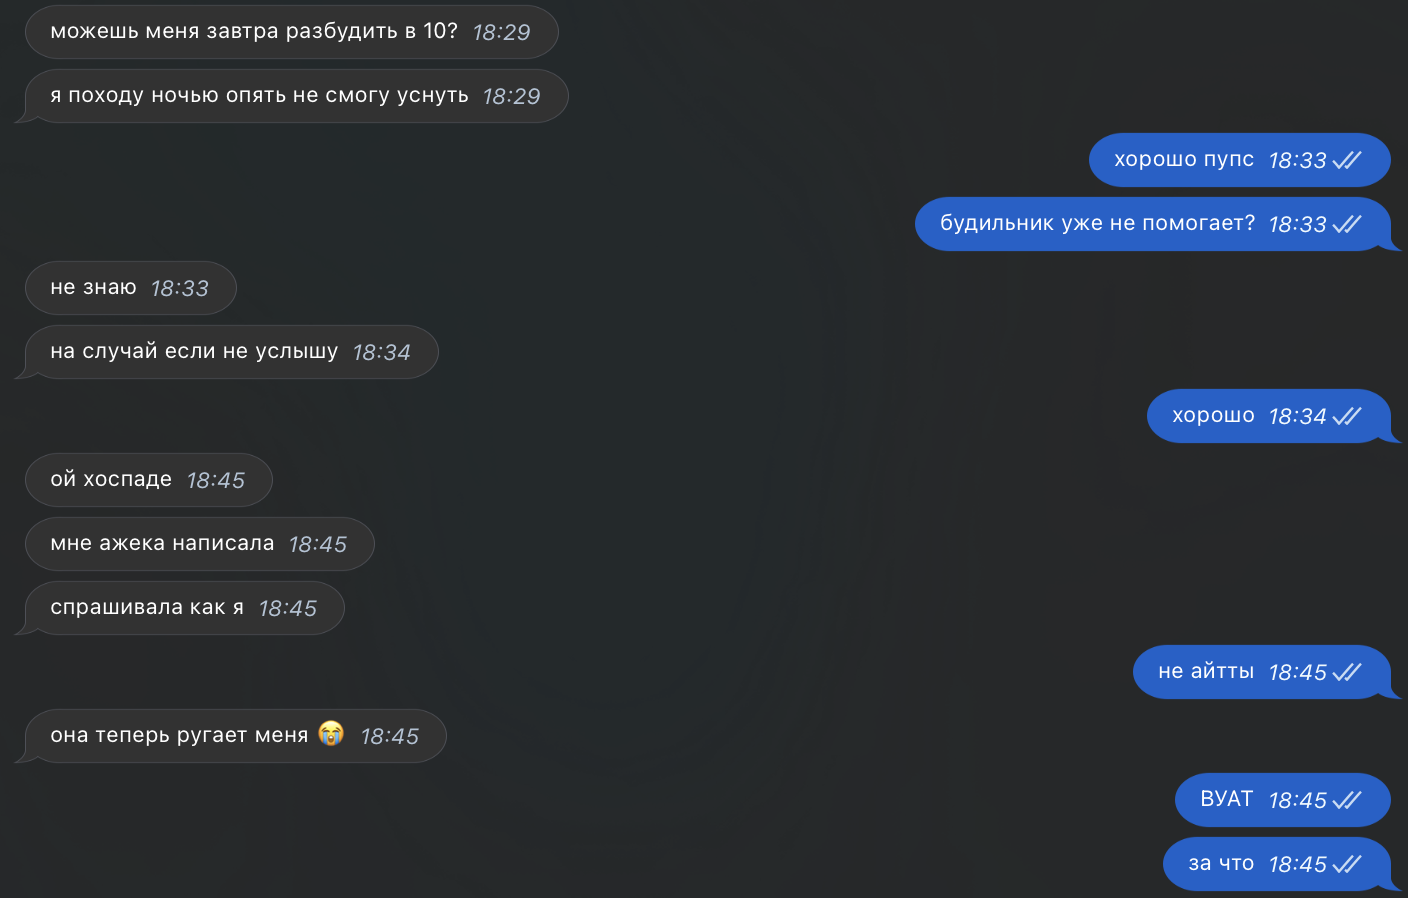 можешь меня завтра разбудить в 10? 18:29
я походу ночью опять не смогу уснуть 18:29
хорошо пупс 18:33
будильник уже не помогает? 18:33
не знаю 18:33
на случай если не услышу 18:34
хорошо 18:34
ой хоспаде 18:45
мне ажека написала 18:45
спрашивала как я 18:45
не айтты 18:45
она теперь ругает меня 😭 18:45
ВУАТ 18:45
за что 18:45